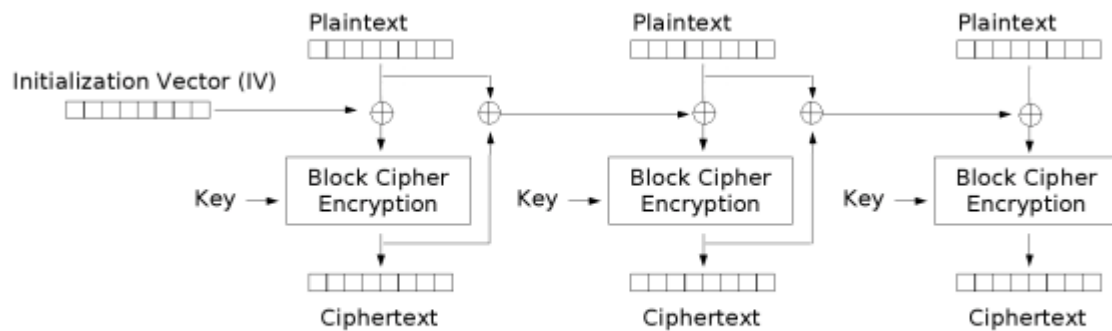 Plaintext Plaintext Plaintext
Initialization Vector (IV)
Key Block Cipher Encryption Key Block Cipher Encryption Key Block Cipher Encryption
Ciphertext Ciphertext Ciphertext